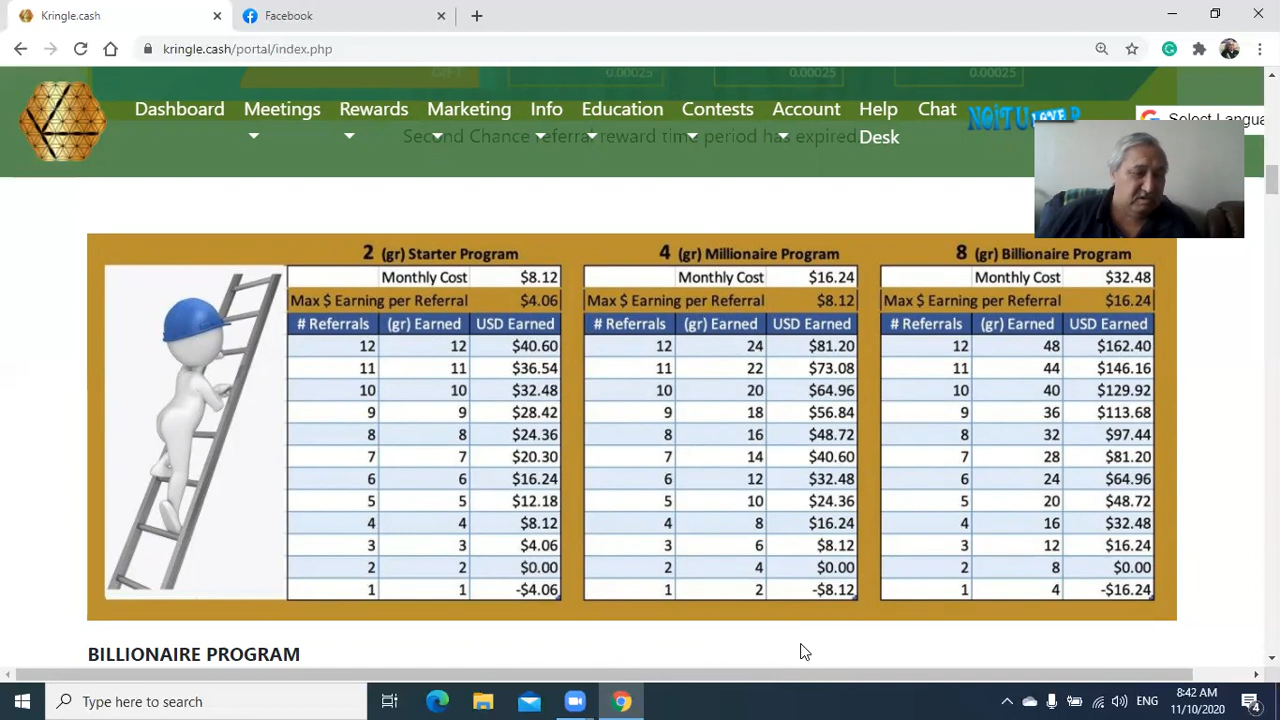 Kringle.cash
Facebook
kringle.cash/portal/index.php
GIFT 0.00025 0.00025 0.00025
Dashboard Meetings Rewards Marketing Info Education Contests Account Help Desk Chat NOiTULOVE R Select Langua
Second Chance referral reward time period has expired
2 (gr) Starter Program
Monthly Cost $8.12
Max $ Earning per Referral $4.06
# Referrals (gr) Earned USD Earned
12 12 $40.60
11 11 $36.54
10 10 $32.48
9 9 $28.42
8 8 $24.36
7 7 $20.30
6 6 $16.24
5 5 $12.18
4 4 $8.12
3 3 $4.06
2 2 $0.00
1 1 -$4.06
4 (gr) Millionaire Program
Monthly Cost $16.24
Max $ Earning per Referral $8.12
# Referrals (gr) Earned USD Earned
12 24 $81.20
11 22 $73.08
10 20 $64.96
9 18 $56.84
8 16 $48.72
7 14 $40.60
6 12 $32.48
5 10 $24.36
4 8 $16.24
3 6 $8.12
2 4 $0.00
1 2 -$8.12
8 (gr) Billionaire Program
Monthly Cost $32.48
Max $ Earning per Referral $16.24
# Referrals (gr) Earned USD Earned
12 48 $162.40
11 44 $146.16
10 40 $129.92
9 36 $113.68
8 32 $97.44
7 28 $81.20
6 24 $64.96
5 20 $48.72
4 16 $32.48
3 12 $16.24
2 8 $0.00
1 4 -$16.24
BILLIONAIRE PROGRAM
Type here to search
ENG
8:42 AM
11/10/2020
4